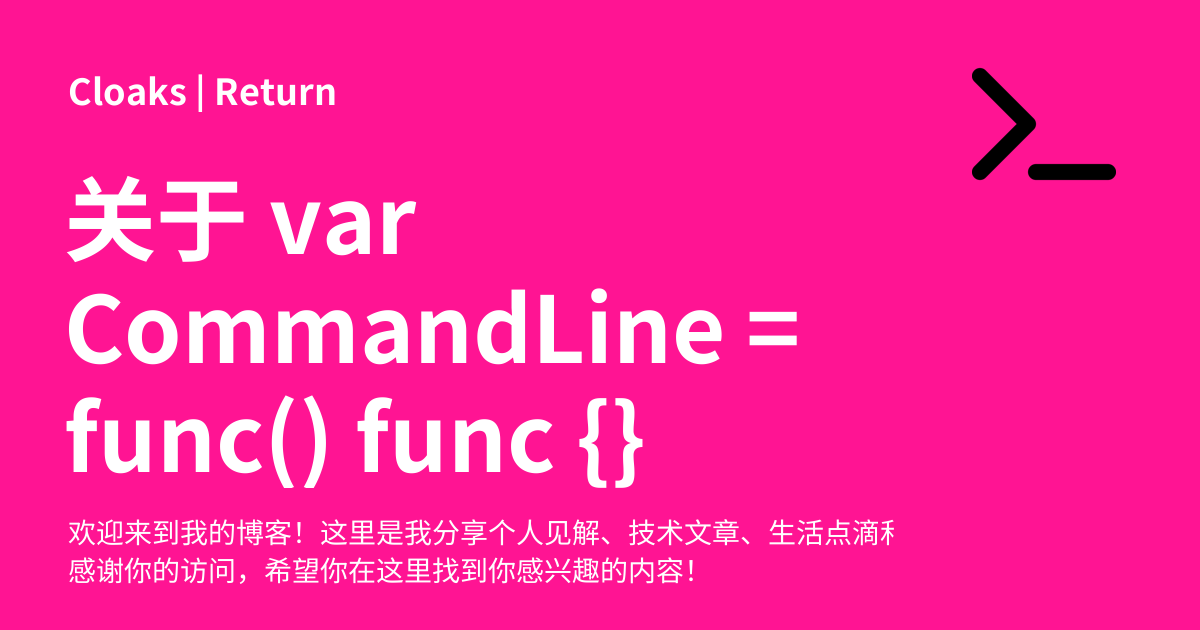 Cloaks | Return
关于 var
CommandLine =
func() func {}
欢迎来到我的博客！这里是我分享个人见解、技术文章、生活点滴
感谢你的访问，希望你在这里找到你感兴趣的内容！